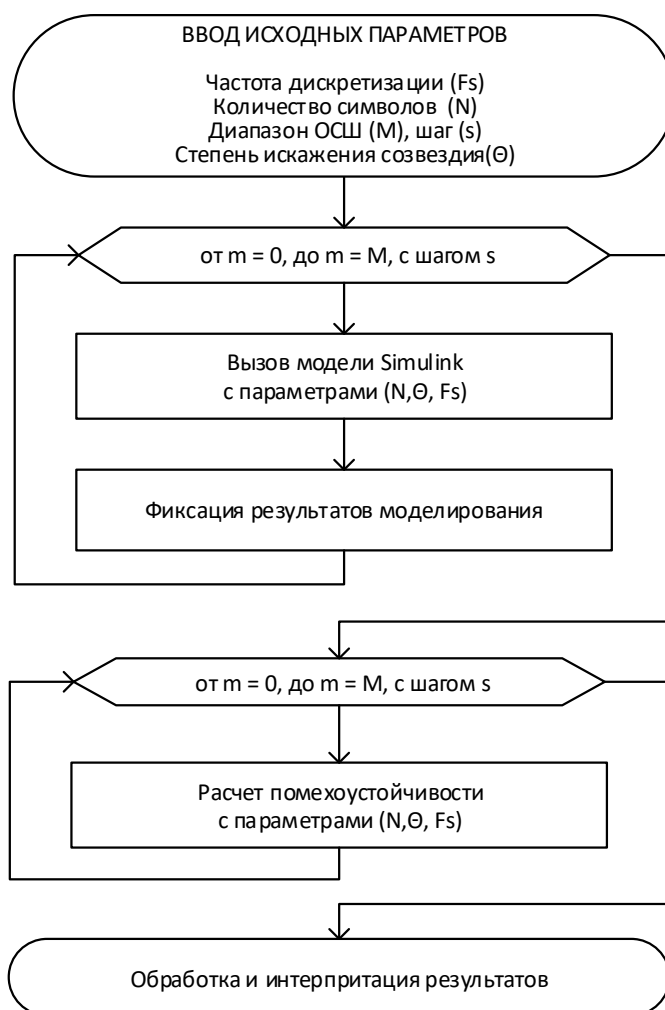 ВВОД ИСХОДНЫХ ПАРАМЕТРОВ
Частота дискретизации (Fs)
Количество символов (N)
Диапазон ОСШ (M), шаг (s)
Степень искажения созвездия(Θ)
от m = 0, до m = M, с шагом s
Вызов модели Simulink
с параметрами (N,Θ, Fs)
Фиксация результатов моделирования
от m = 0, до m = M, с шагом s
Расчет помехоустойчивости
с параметрами (N,Θ, Fs)
Обработка и интерпритация результатов